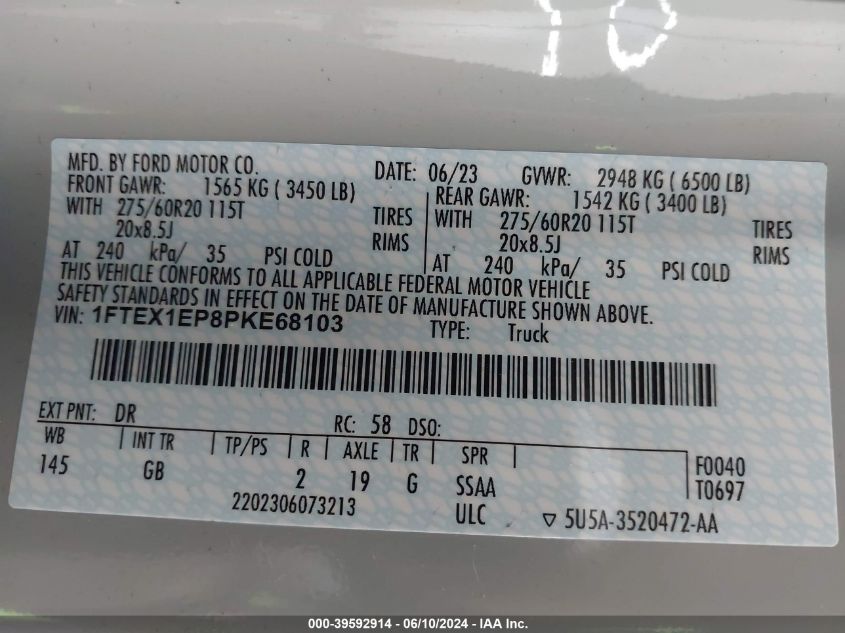 MFD. BY FORD MOTOR CO. DATE: 06/23 GVWR: 2948 KG ( 6500 LB)
FRONT GAWR: 1565 KG ( 3450 LB) REAR GAWR: 1542 KG ( 3400 LB)
WITH 275/60R20 115T TIRES WITH 275/60R20 115T TIRES
20x8.5J RIMS 20x8.5J RIMS
AT 240 kPa/ 35 PSI COLD AT 240 kPa/ 35 PSI COLD
THIS VEHICLE CONFORMS TO ALL APPLICABLE FEDERAL MOTOR VEHICLE
SAFETY STANDARDS IN EFFECT ON THE DATE OF MANUFACTURE SHOWN ABOVE.
VIN: 1FTEX1EP8PKE68103 TYPE: Truck
EXT PNT: DR RC: 58 DSO:
WB INT TR TP/PS R AXLE TR SPR F0040
145 GB 2 19 G SSAA T0697
2202306073213 ULC ▽ 5U5A-3520472-AA
000-39592914 - 06/10/2024 - IAA Inc.